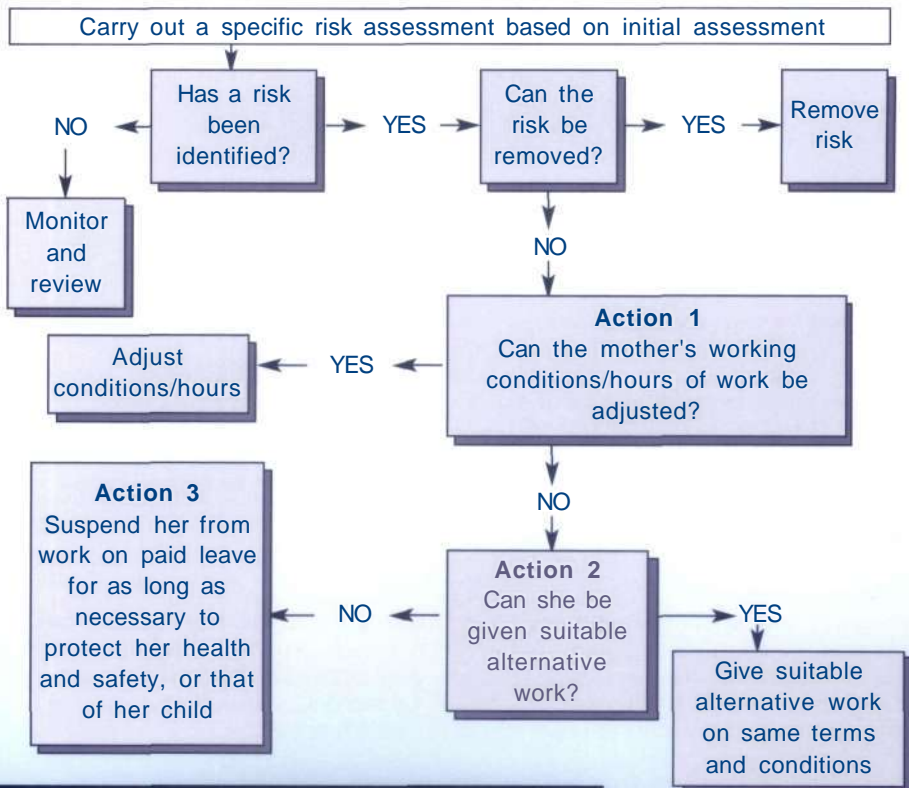 Carry out a specific risk assessment based on initial assessment
Has a risk
been
identified?
NO
YES
Can the
risk be
removed?
YES
Remove
risk
Monitor
and
review
NO
Action 1
Can the mother's working
conditions/hours of work be
adjusted?
YES
Adjust
conditions/hours
NO
Action 2
Can she be
given suitable
alternative
work?
NO
Action 3
Suspend her from
work on paid leave
for as long as
necessary to
protect her health
and safety, or that
of her child
YES
Give suitable
alternative work
on same terms
and conditions